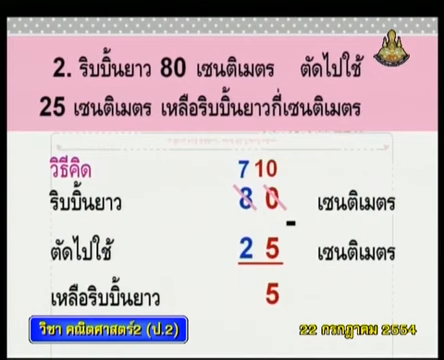 2. ริบบิ้นยาว 80 เซนติเมตร ตัดไปใช้
25 เซนติเมตร เหลือริบบิ้นยาวกี่เซนติเมตร
วิธีคิด 7 10
ริบบิ้นยาว 8 0 เซนติเมตร
-
ตัดไปใช้ 2 5 เซนติเมตร
เหลือริบบิ้นยาว 5
วิชา คณิตศาสตร์2 (ป.2) 22 กรกฎาคม 2554